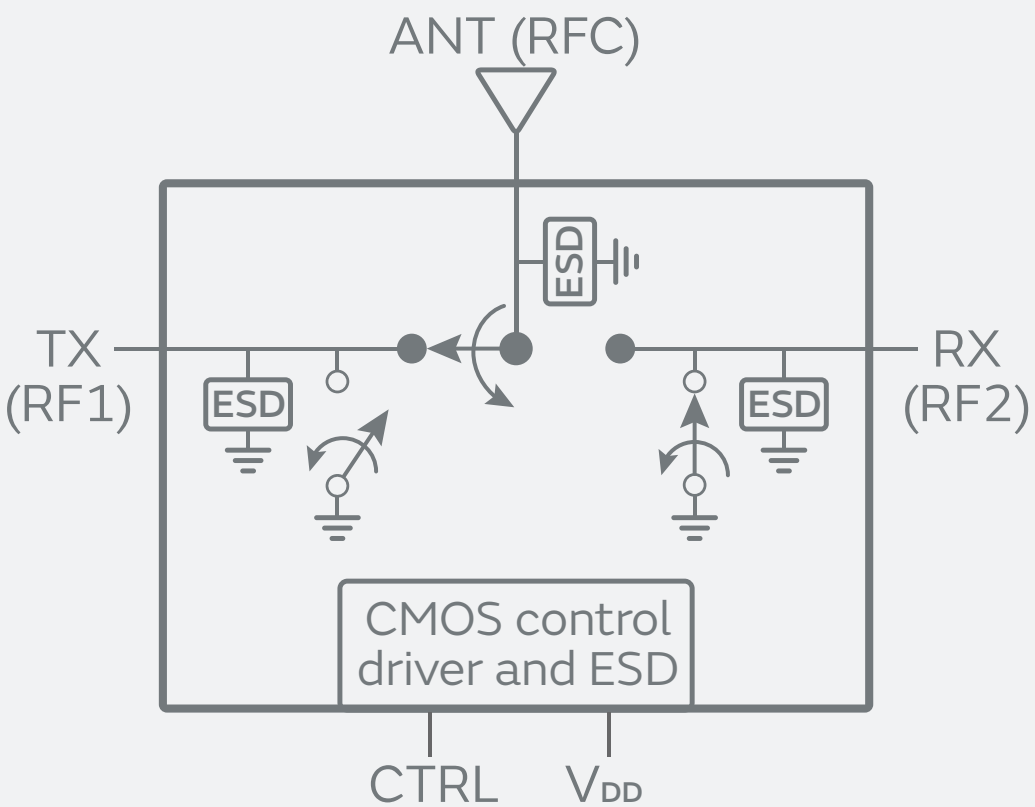 ANT (RFC)
ESD
TX
(RF1)
RX
(RF2)
ESD
ESD
CMOS control
driver and ESD
CTRL
VDD